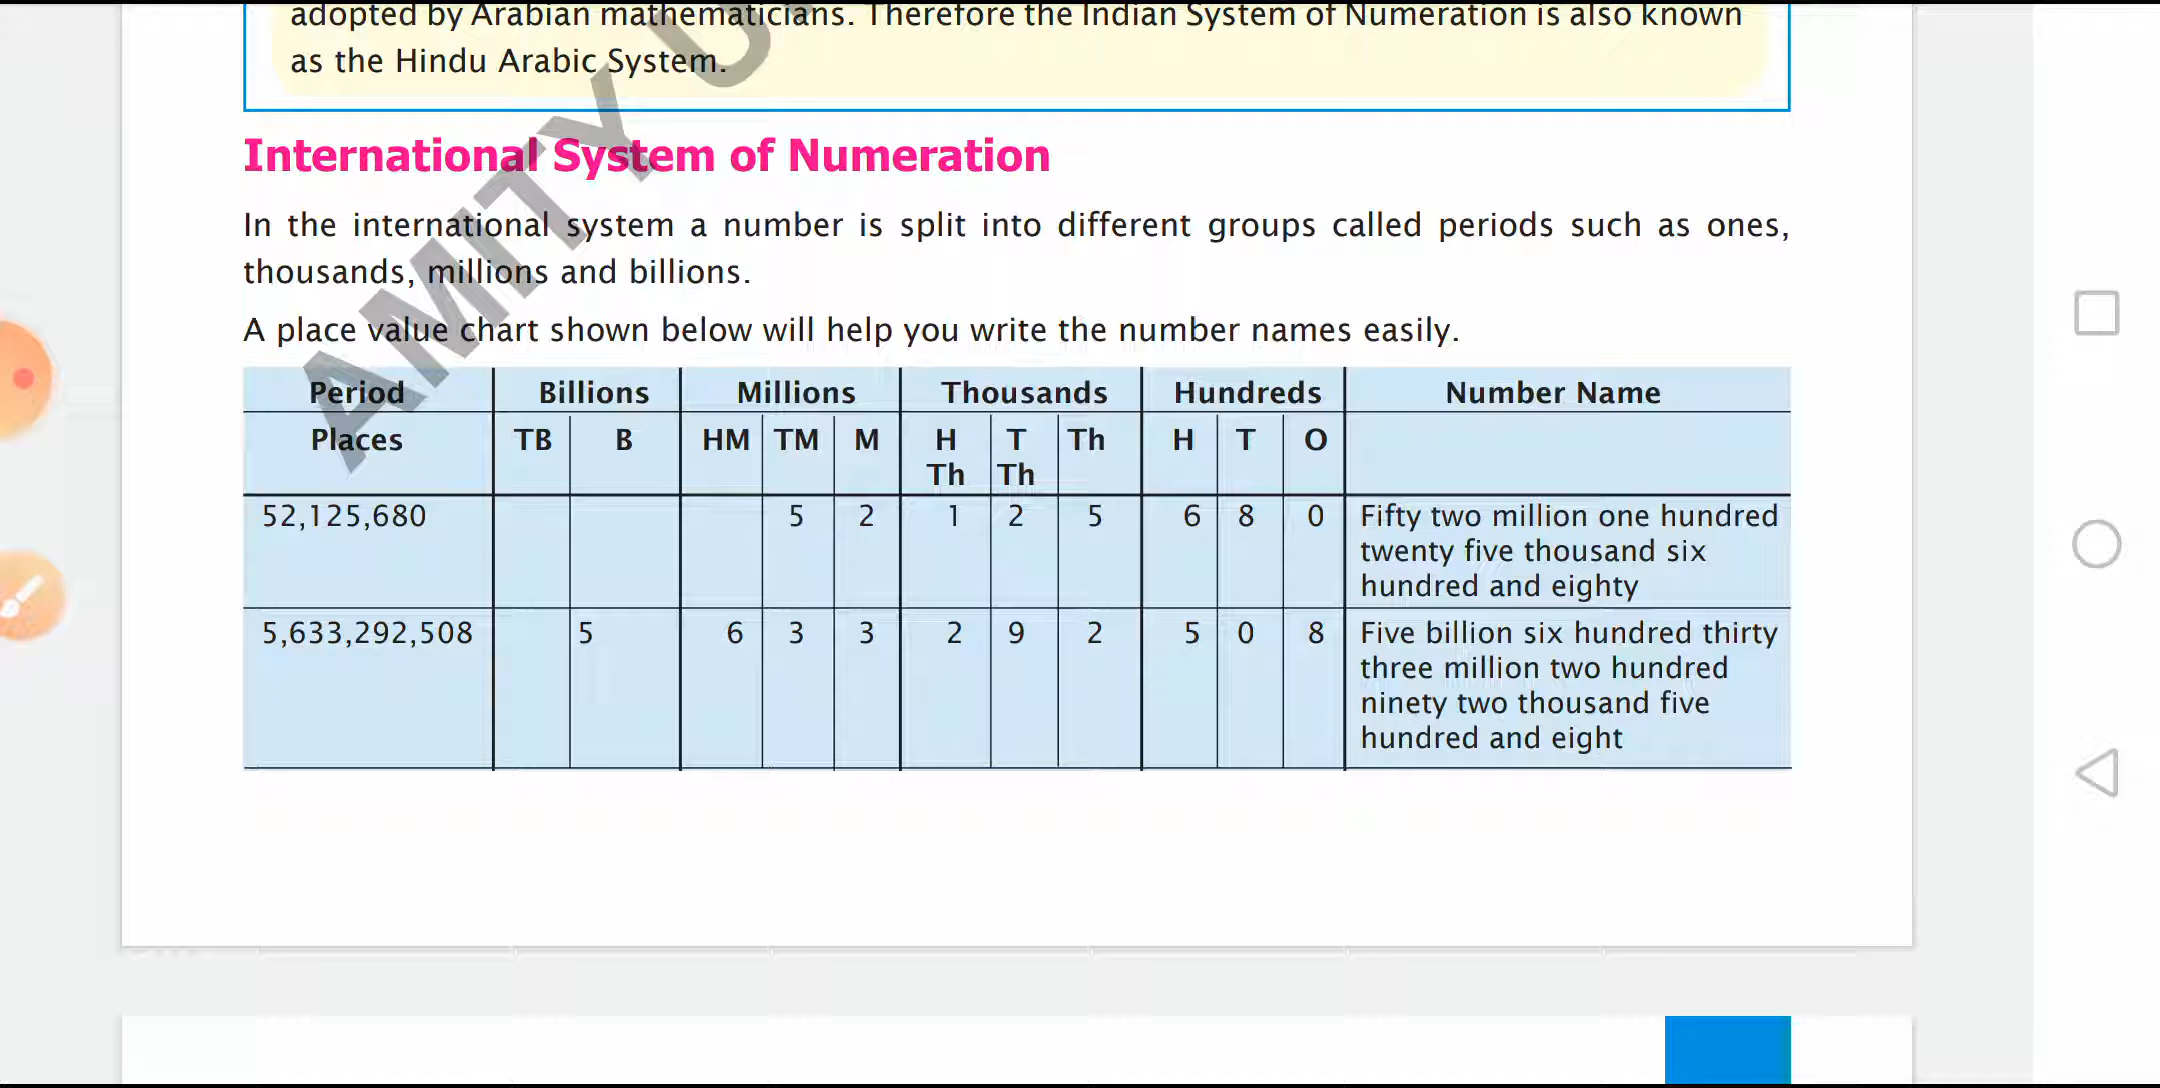 adopted by Arabian mathematicians. Therefore the Indian System of Numeration is also known
as the Hindu Arabic System.
International System of Numeration
In the international system a number is split into different groups called periods such as ones,
thousands, millions and billions.
A place value chart shown below will help you write the number names easily.
Period Billions Millions Thousands Hundreds Number Name
Places TB B HM TM M H Th T Th Th H T O
52,125,680 5 2 1 2 5 6 8 0 Fifty two million one hundred
twenty five thousand six
hundred and eighty
5,633,292,508 5 6 3 3 2 9 2 5 0 8 Five billion six hundred thirty
three million two hundred
ninety two thousand five
hundred and eight
AMITY U